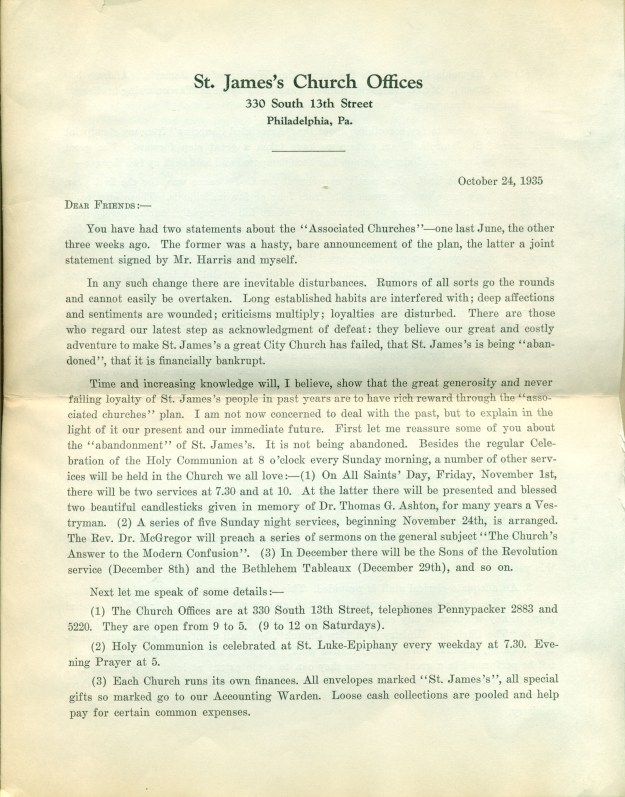 St. James's Church Offices
330 South 13th Street
Philadelphia, Pa.
October 24, 1935
Dear Friends:—
You have had two statements about the "Associated Churches"—one last June, the other
three weeks ago. The former was a hasty, bare announcement of the plan, the latter a joint
statement signed by Mr. Harris and myself.
In any such change there are inevitable disturbances. Rumors of all sorts go the rounds
and cannot easily be overtaken. Long established habits are interfered with; deep affections
and sentiments are wounded; criticisms multiply; loyalties are disturbed. There are those
who regard our latest step as acknowledgment of defeat: they believe our great and costly
adventure to make St. James's a great City Church has failed, that St. James's is being "aban-
doned", that it is financially bankrupt.
Time and increasing knowledge will, I believe, show that the great generosity and never
failing loyalty of St. James's people in past years are to have rich reward through the "asso-
ciated churches" plan. I am not now concerned to deal with the past, but to explain in the
light of it our present and our immediate future. First let me reassure some of you about
the "abandonment" of St. James's. It is not being abandoned. Besides the regular Cele-
bration of the Holy Communion at 8 o'clock every Sunday morning, a number of other serv-
ices will be held in the Church we all love:—(1) On All Saints' Day, Friday, November 1st,
there will be two services at 7.30 and at 10. At the latter there will be presented and blessed
two beautiful candlesticks given in memory of Dr. Thomas G. Ashton, for many years a Ves-
tryman. (2) A series of five Sunday night services, beginning November 24th, is arranged.
The Rev. Dr. McGregor will preach a series of sermons on the general subject "The Church's
Answer to the Modern Confusion". (3) In December there will be the Sons of the Revolution
service (December 8th) and the Bethlehem Tableaux (December 29th), and so on.
Next let me speak of some details:—
(1) The Church Offices are at 330 South 13th Street, telephones Pennypacker 2883 and
5220. They are open from 9 to 5. (9 to 12 on Saturdays).
(2) Holy Communion is celebrated at St. Luke-Epiphany every weekday at 7.30. Eve-
ning Prayer at 5.
(3) Each Church runs its own finances. All envelopes marked "St. James's", all special
gifts so marked go to our Accounting Warden. Loose cash collections are pooled and help
pay for certain common expenses.